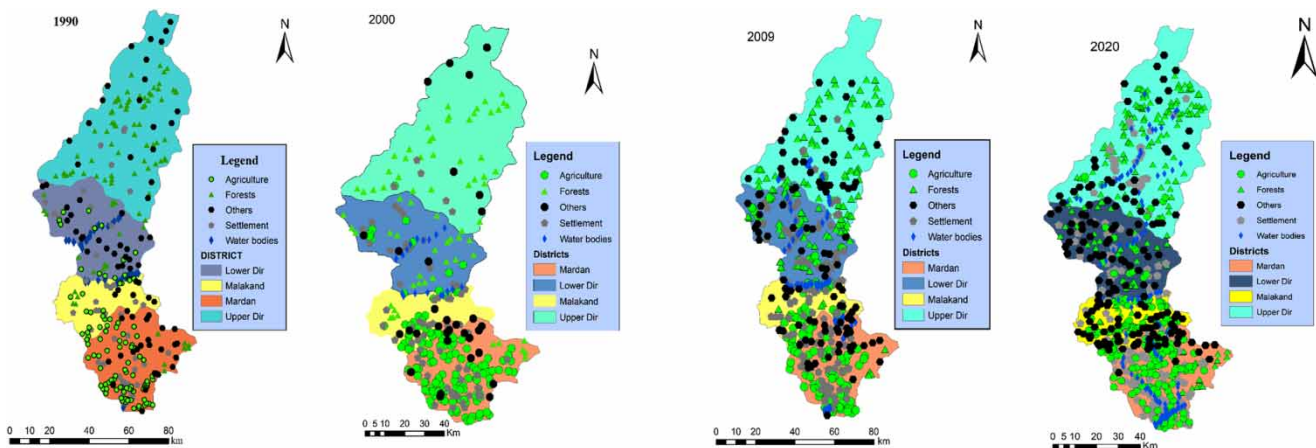 1990
N
Legend
Agriculture
Forests
Others
Settlement
Water bodies
DISTRICT
Lower Dir
Malakand
Mardan
Upper Dir
0 20 40 60 80
km
2000
N
Legend
Agriculture
Forests
Others
Settlement
Water bodies
Districts
Mardan
Lower Dir
Malakand
Upper Dir
0 5 10 20 30 40
Km
2009
N
Legend
Agriculture
Forests
Others
Settlement
Water bodies
Districts
Mardan
Lower Dir
Malakand
Upper Dir
0 20 40 60 80
km
2020
N
Legend
Agriculture
Forests
Others
Settlement
Water bodies
Districts
Mardan
Lower Dir
Malakand
Upper Dir
0 5 10 20 30 40
Km